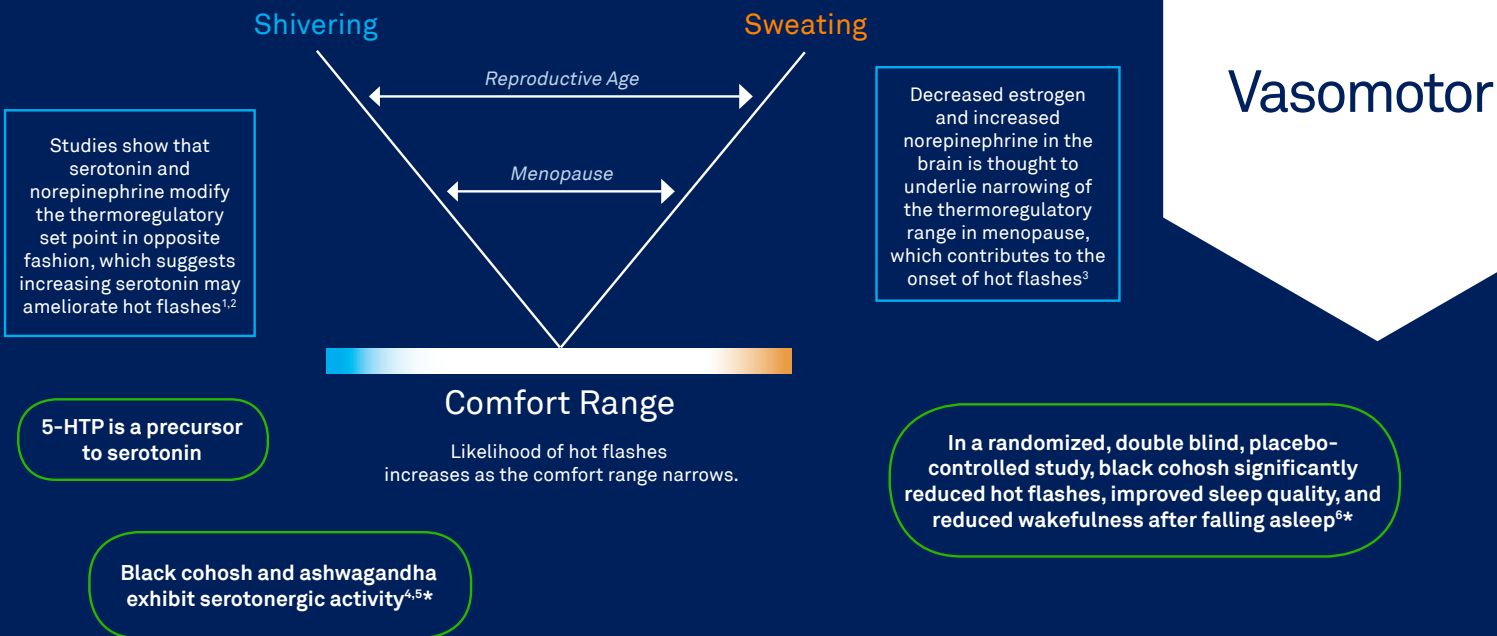 Shivering
Sweating
Vasomotor
Reproductive Age
Menopause
Studies show that
serotonin and
norepinephrine modify
the thermoregulatory
set point in opposite
fashion, which suggests
increasing serotonin may
ameliorate hot flashes1,2
Decreased estrogen
and increased
norepinephrine in the
brain is thought to
underlie narrowing of
the thermoregulatory
range in menopause,
which contributes to the
onset of hot flashes3
Comfort Range
Likelihood of hot flashes
increases as the comfort range narrows.
5-HTP is a precursor
to serotonin
In a randomized, double blind, placebo-
controlled study, black cohosh significantly
reduced hot flashes, improved sleep quality, and
reduced wakefulness after falling asleep6*
Black cohosh and ashwagandha
exhibit serotonergic activity4,5*